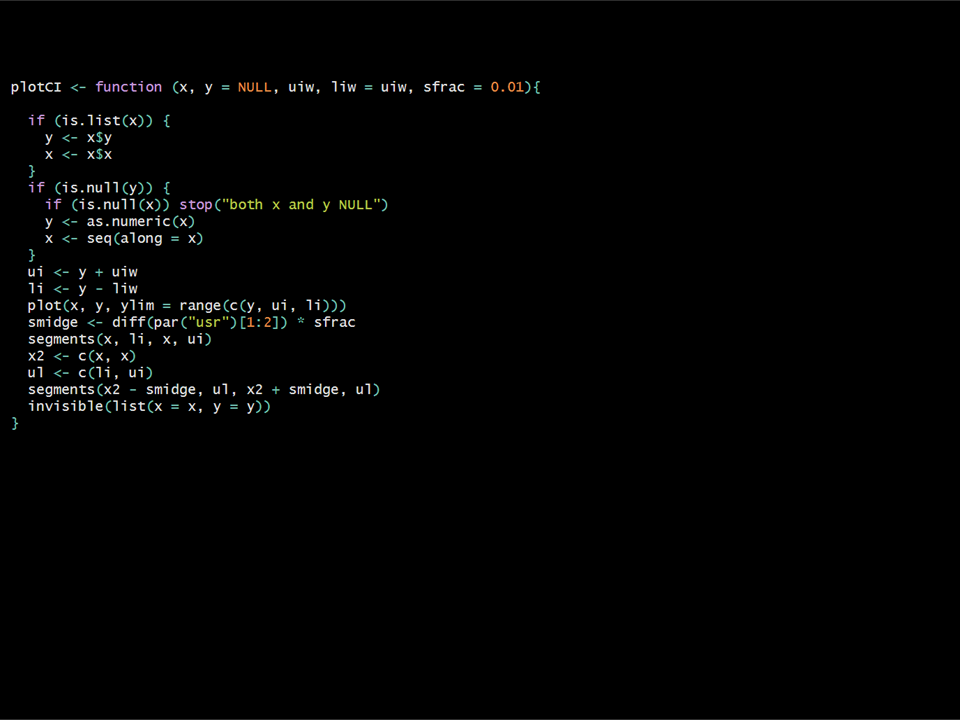 plotCI <- function (x, y = NULL, uiw, liw = uiw, sfrac = 0.01){
if (is.list(x)) {
y <- x$y
x <- x$x
}
if (is.null(y)) {
if (is.null(x)) stop("both x and y NULL")
y <- as.numeric(x)
x <- seq(along = x)
}
ui <- y + uiw
li <- y - liw
plot(x, y, ylim = range(c(y, ui, li)))
smidge <- diff(par("usr")[1:2]) * sfrac
segments(x, li, x, ui)
x2 <- c(x, x)
ul <- c(li, ui)
segments(x2 - smidge, ul, x2 + smidge, ul)
invisible(list(x = x, y = y))
}